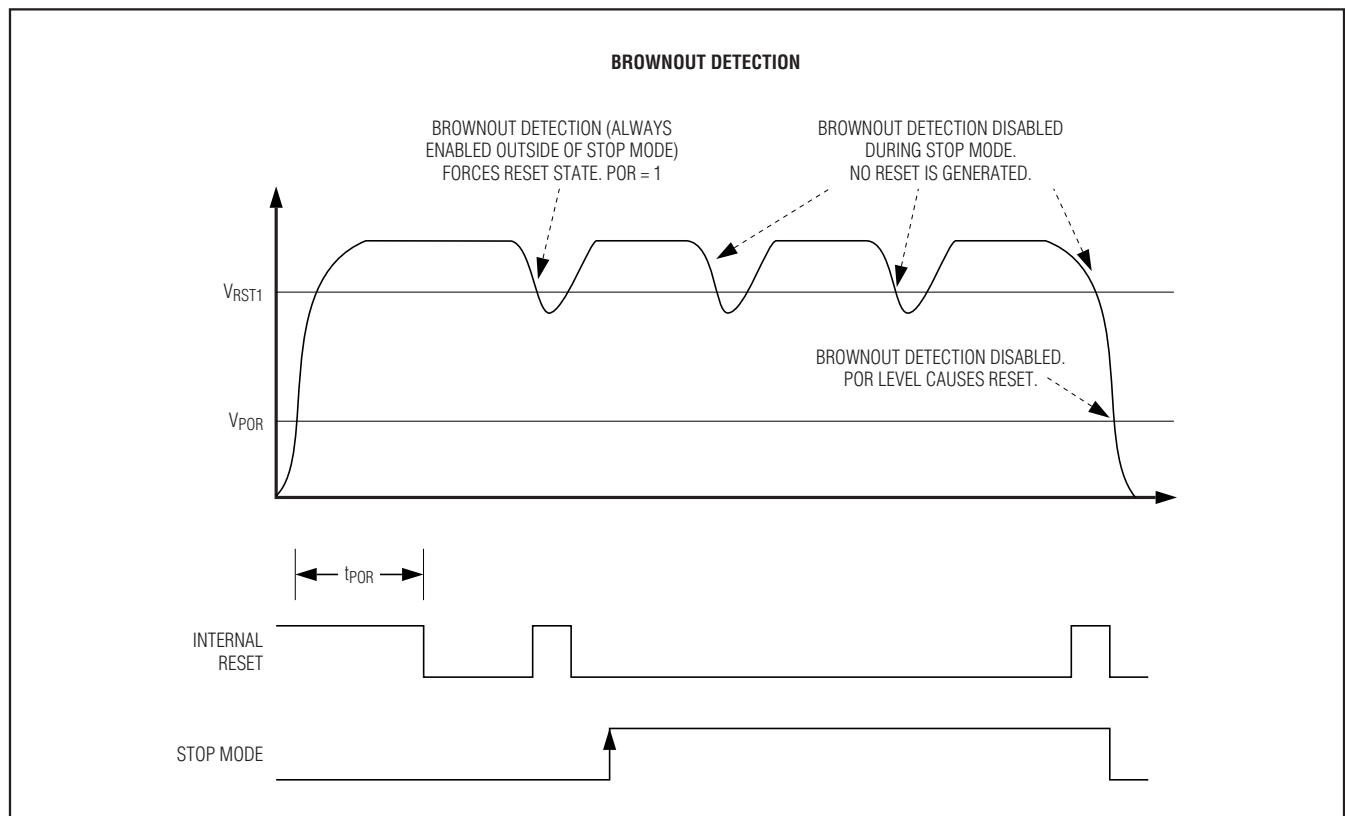 BROWNOUT DETECTION
BROWNOUT DETECTION (ALWAYS
ENABLED OUTSIDE OF STOP MODE)
FORCES RESET STATE. POR = 1
BROWNOUT DETECTION DISABLED
DURING STOP MODE.
NO RESET IS GENERATED.
VRST1
BROWNOUT DETECTION DISABLED.
POR LEVEL CAUSES RESET.
VPOR
tPOR
INTERNAL
RESET
STOP MODE